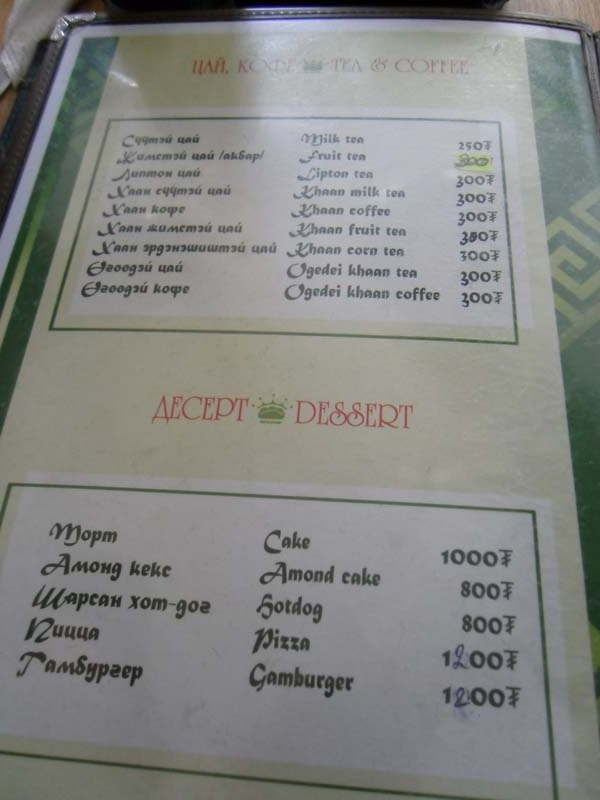 ЦАЙ, КОФЕ TEA & COFFEE
Сүүтэй цай Milk tea 250₮
Жимстэй цай /акбар/ Fruit tea 300
Липтон цай Lipton tea 300₮
Хаан сүүтэй цай Khaan milk tea 300₮
Хаан кофе Khaan coffee 300₮
Хаан жимстэй цай Khaan fruit tea 350₮
Хаан эрдэнэшиштэй цай Khaan corn tea 300₮
Өгөөдэй цай Ogedei khaan tea 300₮
Өгөөдэй кофе Ogedei khaan coffee 300₮
ДЕСЕРТ DESSERT
Торт Cake 1000₮
Амонд кекс Amond cake 800₮
Шарсан хот-дог Hotdog 800₮
Пицца Pizza 1200₮
Гамбургер Gamburger 1200₮